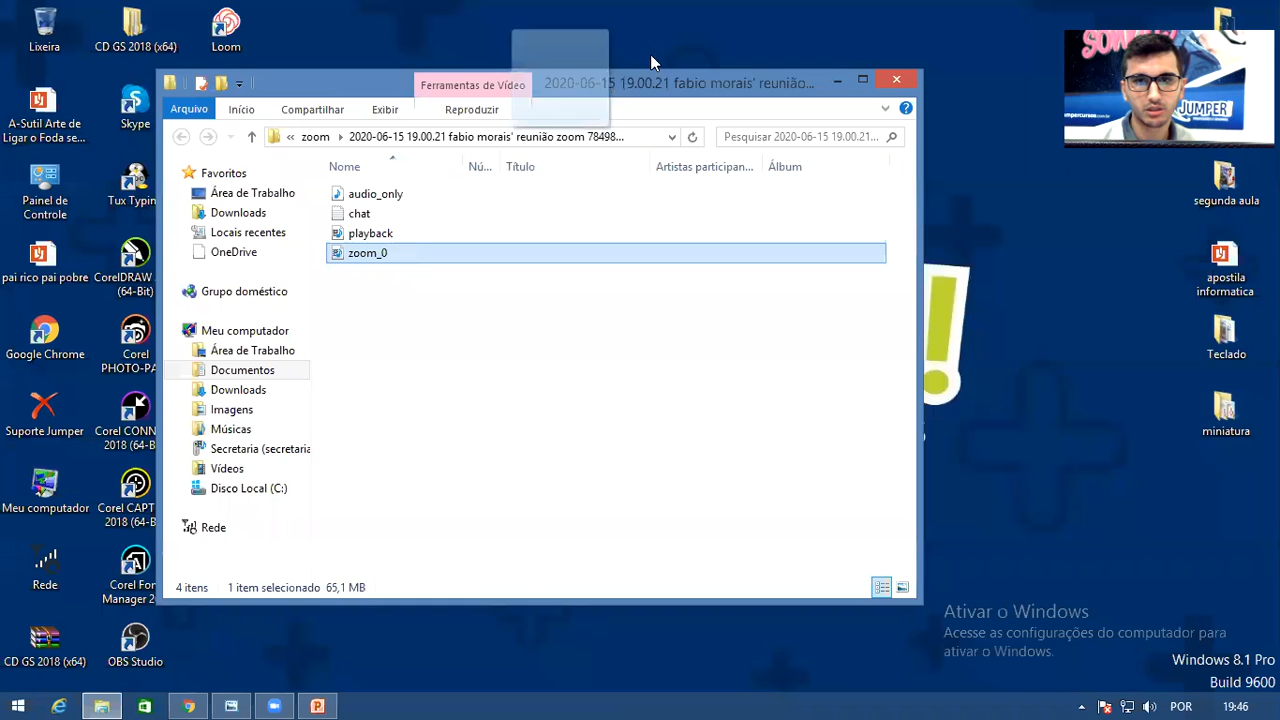 Lixeira
CD GS 2018 (x64)
Loom
A-Sutil Arte de
Ligar o Foda se
Skype
Painel de
Controle
Tux Typin
pai rico pai pobre
CorelDRAW
(64-Bit)
Google Chrome
Corel
PHOTO-PA
Suporte Jumper
Corel CONN
2018 (64-B
Meu computador
Corel CAPT
2018 (64-B
Rede
Corel Fon
Manager 2
CD GS 2018 (x64)
OBS Studio
Ferramentas de Vídeo
2020-06-15 19.00.21 fabio morais' reunião...
Arquivo
Início
Compartilhar
Exibir
Reproduzir
« zoom
2020-06-15 19.00.21 fabio morais' reunião zoom 78498...
Pesquisar 2020-06-15 19.00.21...
Nome
Nú...
Título
Artistas participan...
Álbum
audio_only
chat
playback
zoom_0
Favoritos
Área de Trabalho
Downloads
Locais recentes
OneDrive
Grupo doméstico
Meu computador
Área de Trabalho
Documentos
Downloads
Imagens
Músicas
Secretaria (secretaria
Vídeos
Disco Local (C:)
Rede
4 itens
1 item selecionado 65,1 MB
JUMPER
segunda aula
apostila
informatica
Teclado
miniatura
Ativar o Windows
Acesse as configurações do computador para
ativar o Windows.
Windows 8.1 Pro
Build 9600
POR
19:46